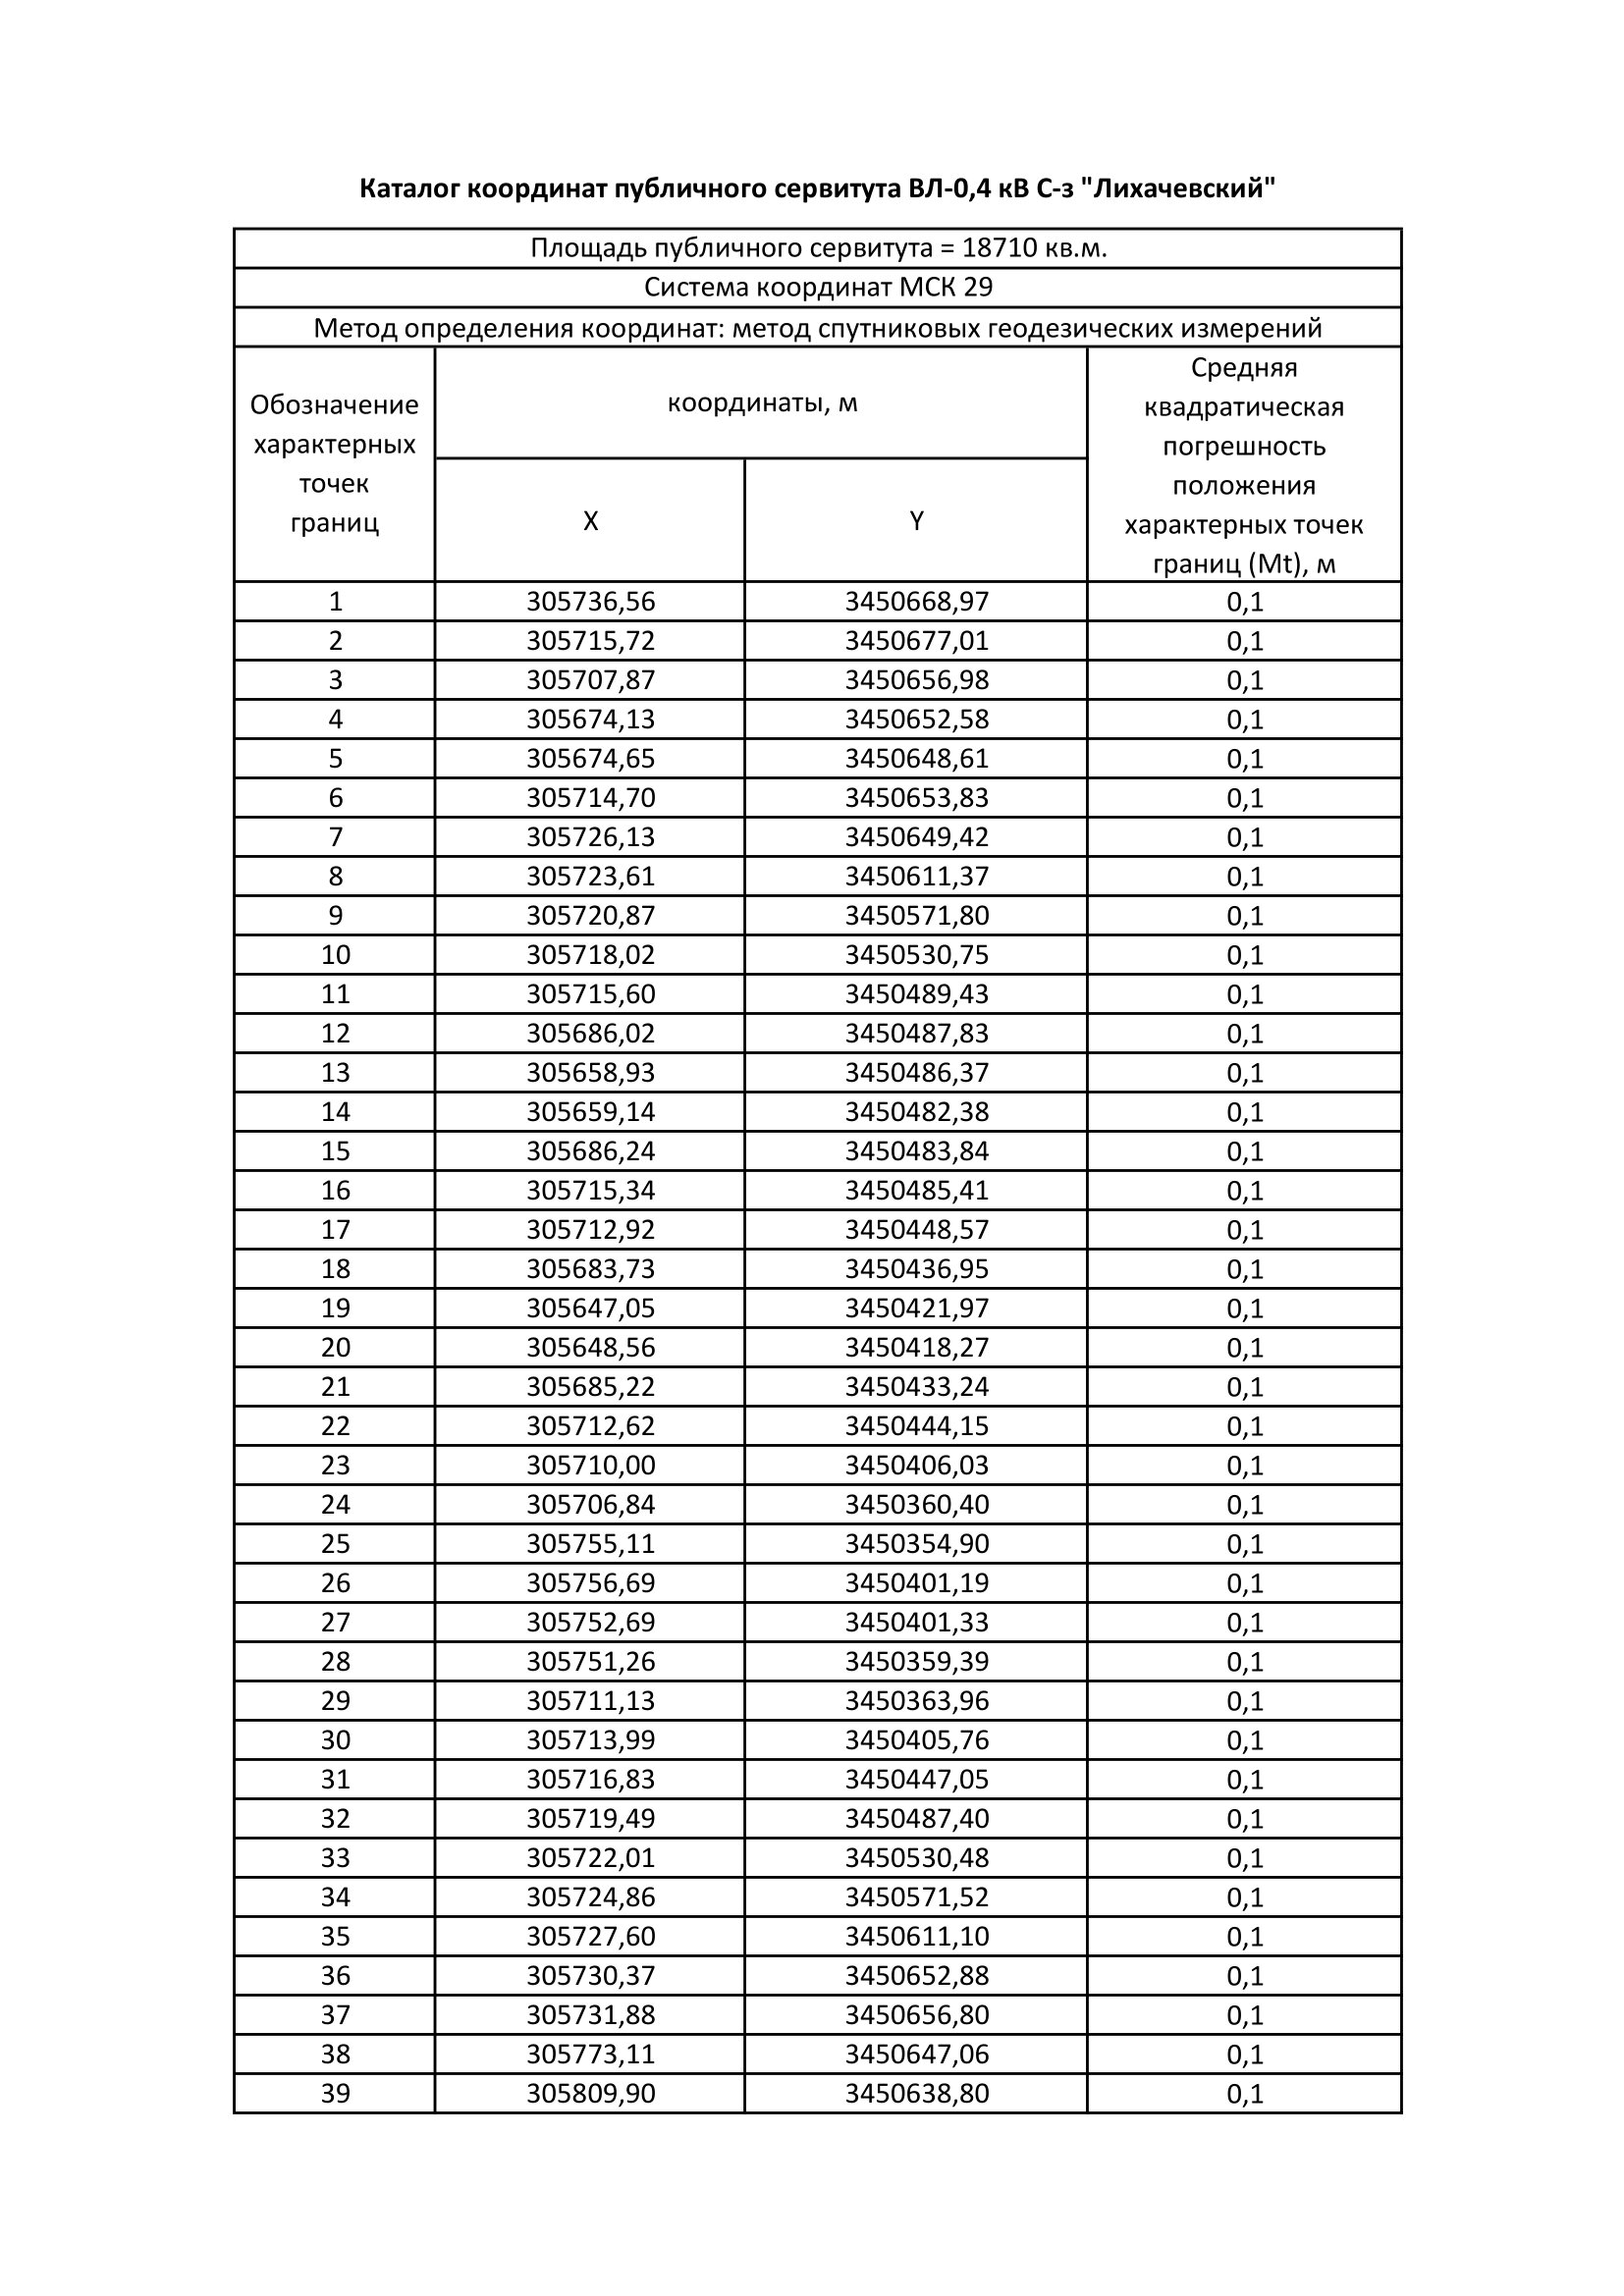 Каталог координат публичного сервитута ВЛ-0,4 кВ С-з "Лихачевский"
Площадь публичного сервитута = 18710 кв.м.
Система координат МСК 29
Метод определения координат: метод спутниковых геодезических измерений
Обозначение
характерных
точек
границ
координаты, м
X
Y
Средняя
квадратическая
погрешность
положения
характерных точек
границ (Mt), м
1 305736,56 3450668,97 0,1
2 305715,72 3450677,01 0,1
3 305707,87 3450656,98 0,1
4 305674,13 3450652,58 0,1
5 305674,65 3450648,61 0,1
6 305714,70 3450653,83 0,1
7 305726,13 3450649,42 0,1
8 305723,61 3450611,37 0,1
9 305720,87 3450571,80 0,1
10 305718,02 3450530,75 0,1
11 305715,60 3450489,43 0,1
12 305686,02 3450487,83 0,1
13 305658,93 3450486,37 0,1
14 305659,14 3450482,38 0,1
15 305686,24 3450483,84 0,1
16 305715,34 3450485,41 0,1
17 305712,92 3450448,57 0,1
18 305683,73 3450436,95 0,1
19 305647,05 3450421,97 0,1
20 305648,56 3450418,27 0,1
21 305685,22 3450433,24 0,1
22 305712,62 3450444,15 0,1
23 305710,00 3450406,03 0,1
24 305706,84 3450360,40 0,1
25 305755,11 3450354,90 0,1
26 305756,69 3450401,19 0,1
27 305752,69 3450401,33 0,1
28 305751,26 3450359,39 0,1
29 305711,13 3450363,96 0,1
30 305713,99 3450405,76 0,1
31 305716,83 3450447,05 0,1
32 305719,49 3450487,40 0,1
33 305722,01 3450530,48 0,1
34 305724,86 3450571,52 0,1
35 305727,60 3450611,10 0,1
36 305730,37 3450652,88 0,1
37 305731,88 3450656,80 0,1
38 305773,11 3450647,06 0,1
39 305809,90 3450638,80 0,1